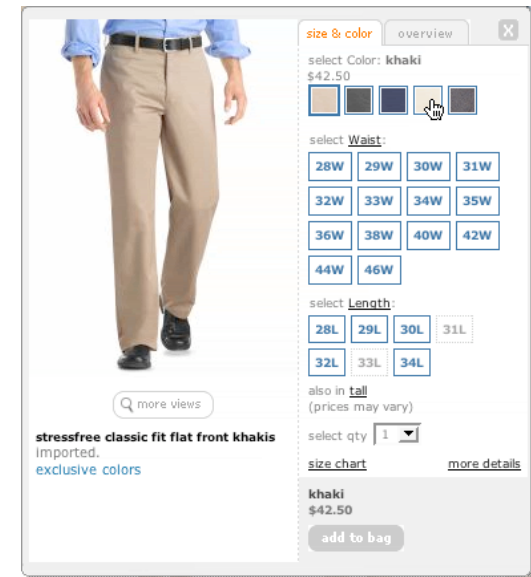 size & color
overview
X
select Color: khaki
$42.50
select Waist:
28W 29W 30W 31W
32W 33W 34W 35W
36W 38W 40W 42W
44W 46W
select Length:
28L 29L 30L 31L
32L 33L 34L
also in tall
(prices may vary)
select qty 1
size chart more details
khaki
$42.50
add to bag
more views
stressfree classic fit flat front khakis
imported.
exclusive colors